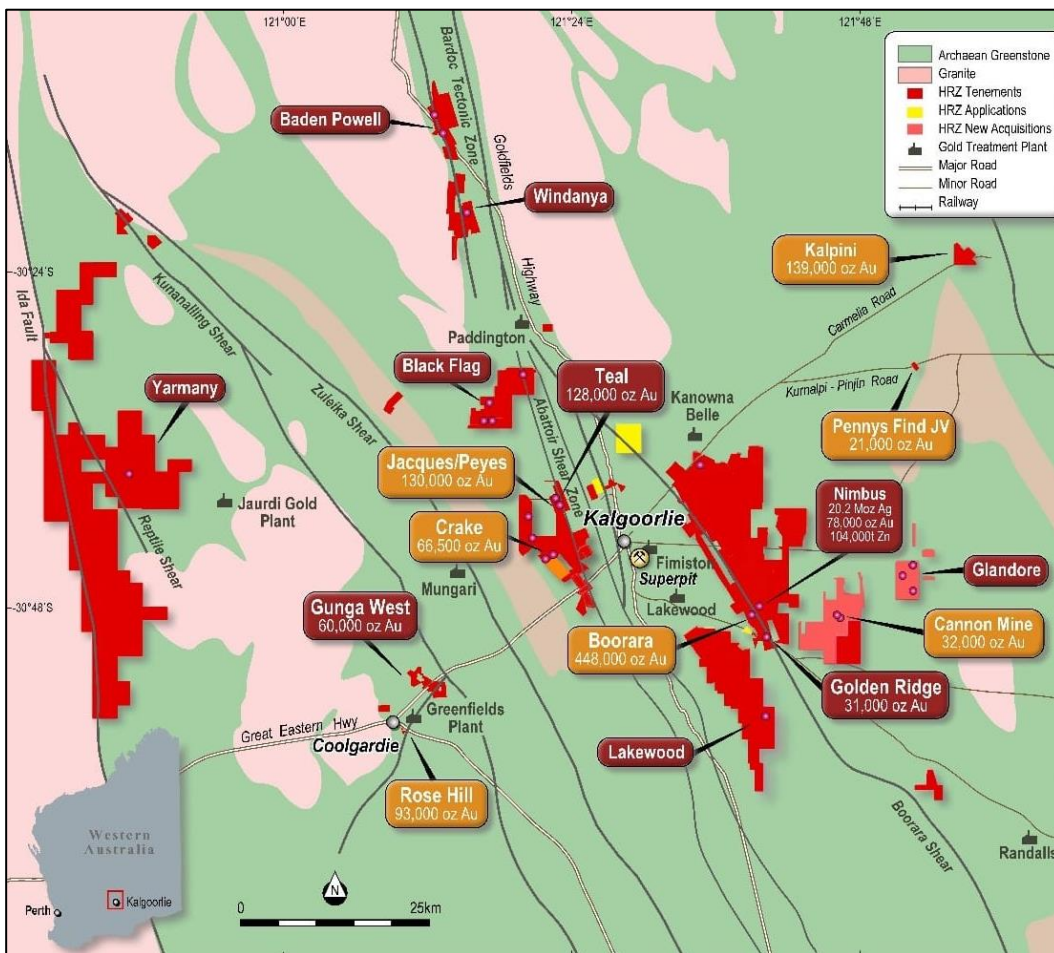 121°00´E
121°24´E
121°48´E
Archaean Greenstone
Granite
HRZ Tenements
HRZ Applications
HRZ New Acquisitions
Gold Treatment Plant
Major Road
Minor Road
Railway
Bardoc Tectonic Zone
Goldfields
Highway
Baden Powell
Windanya
Kalpini
139,000 oz Au
-30°24´S
Ida Fault
Kunanalling Shear
Carmelia Road
Paddington
Zuleika Shear
Black Flag
Teal
128,000 oz Au
Kurnalpi - Pinjin Road
Yarmany
Abattoir Shear Zone
Kanowna
Belle
Pennys Find JV
21,000 oz Au
Jacques/Peyes
130,000 oz Au
Nimbus
20.2 Moz Ag
78,000 oz Au
104,000t Zn
Jaurdi Gold
Plant
Reptile Shear
Crake
66,500 oz Au
Kalgoorlie
Fimiston
Superpit
Glandore
Mungari
-30°48´S
Lakewood
Gunga West
60,000 oz Au
Boorara
448,000 oz Au
Cannon Mine
32,000 oz Au
Golden Ridge
31,000 oz Au
Greenfields
Plant
Great Eastern Hwy
Coolgardie
Lakewood
Rose Hill
93,000 oz Au
Boorara Shear
Randalls
Western
Australia
Kalgoorlie
Perth
N
0
25km